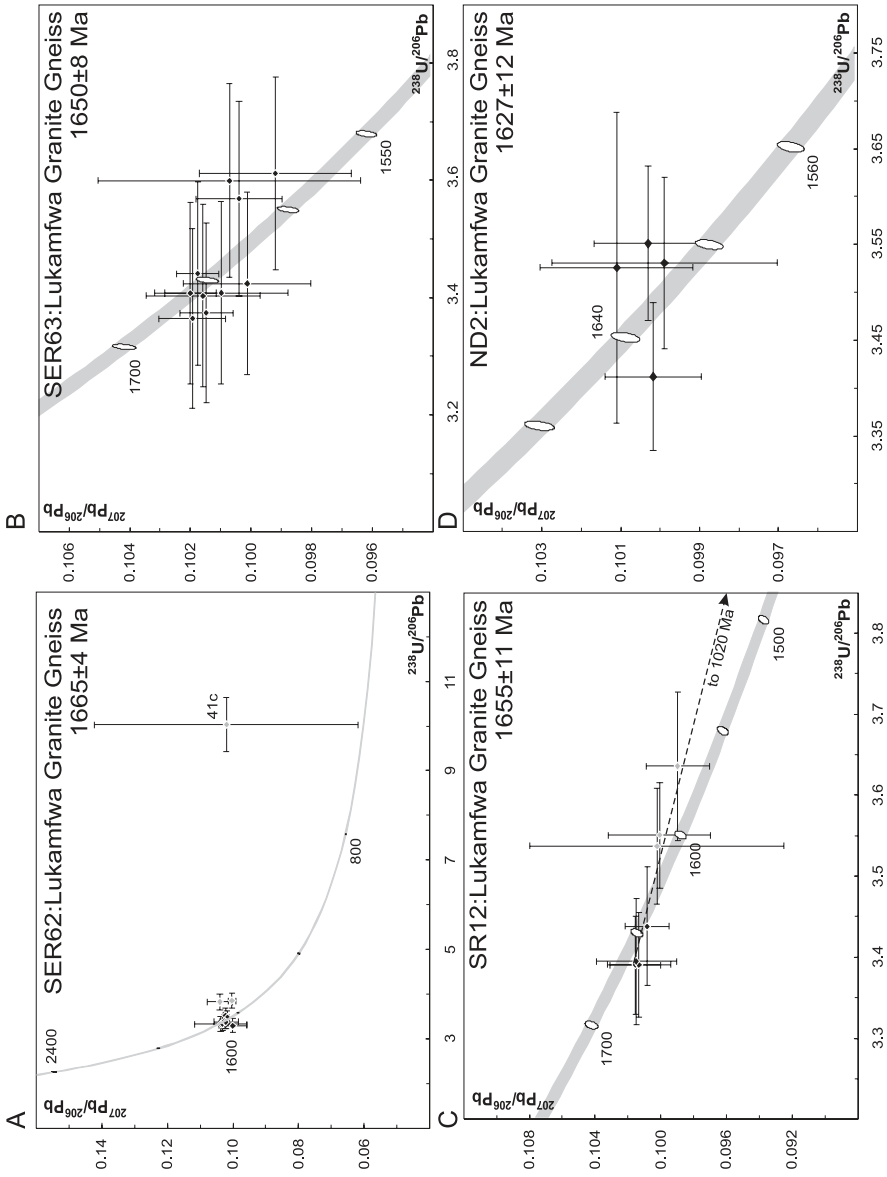 A
SER62:Lukamfwa Granite Gneiss
1665±4 Ma
207Pb/206Pb
238U/206Pb
2400
1600
800
41c
0.14
0.12
0.10
0.08
0.06
3
5
7
9
11
B
SER63:Lukamfwa Granite Gneiss
1650±8 Ma
207Pb/206Pb
238U/206Pb
1700
1550
0.106
0.104
0.102
0.100
0.098
0.096
3.2
3.4
3.6
3.8
C
SR12:Lukamfwa Granite Gneiss
1655±11 Ma
207Pb/206Pb
238U/206Pb
1700
1600
1500
to 1020 Ma
0.108
0.104
0.100
0.096
0.092
3.3
3.4
3.5
3.6
3.7
3.8
D
ND2:Lukamfwa Granite Gneiss
1627±12 Ma
207Pb/206Pb
238U/206Pb
1640
1560
0.103
0.101
0.099
0.097
3.35
3.45
3.55
3.65
3.75